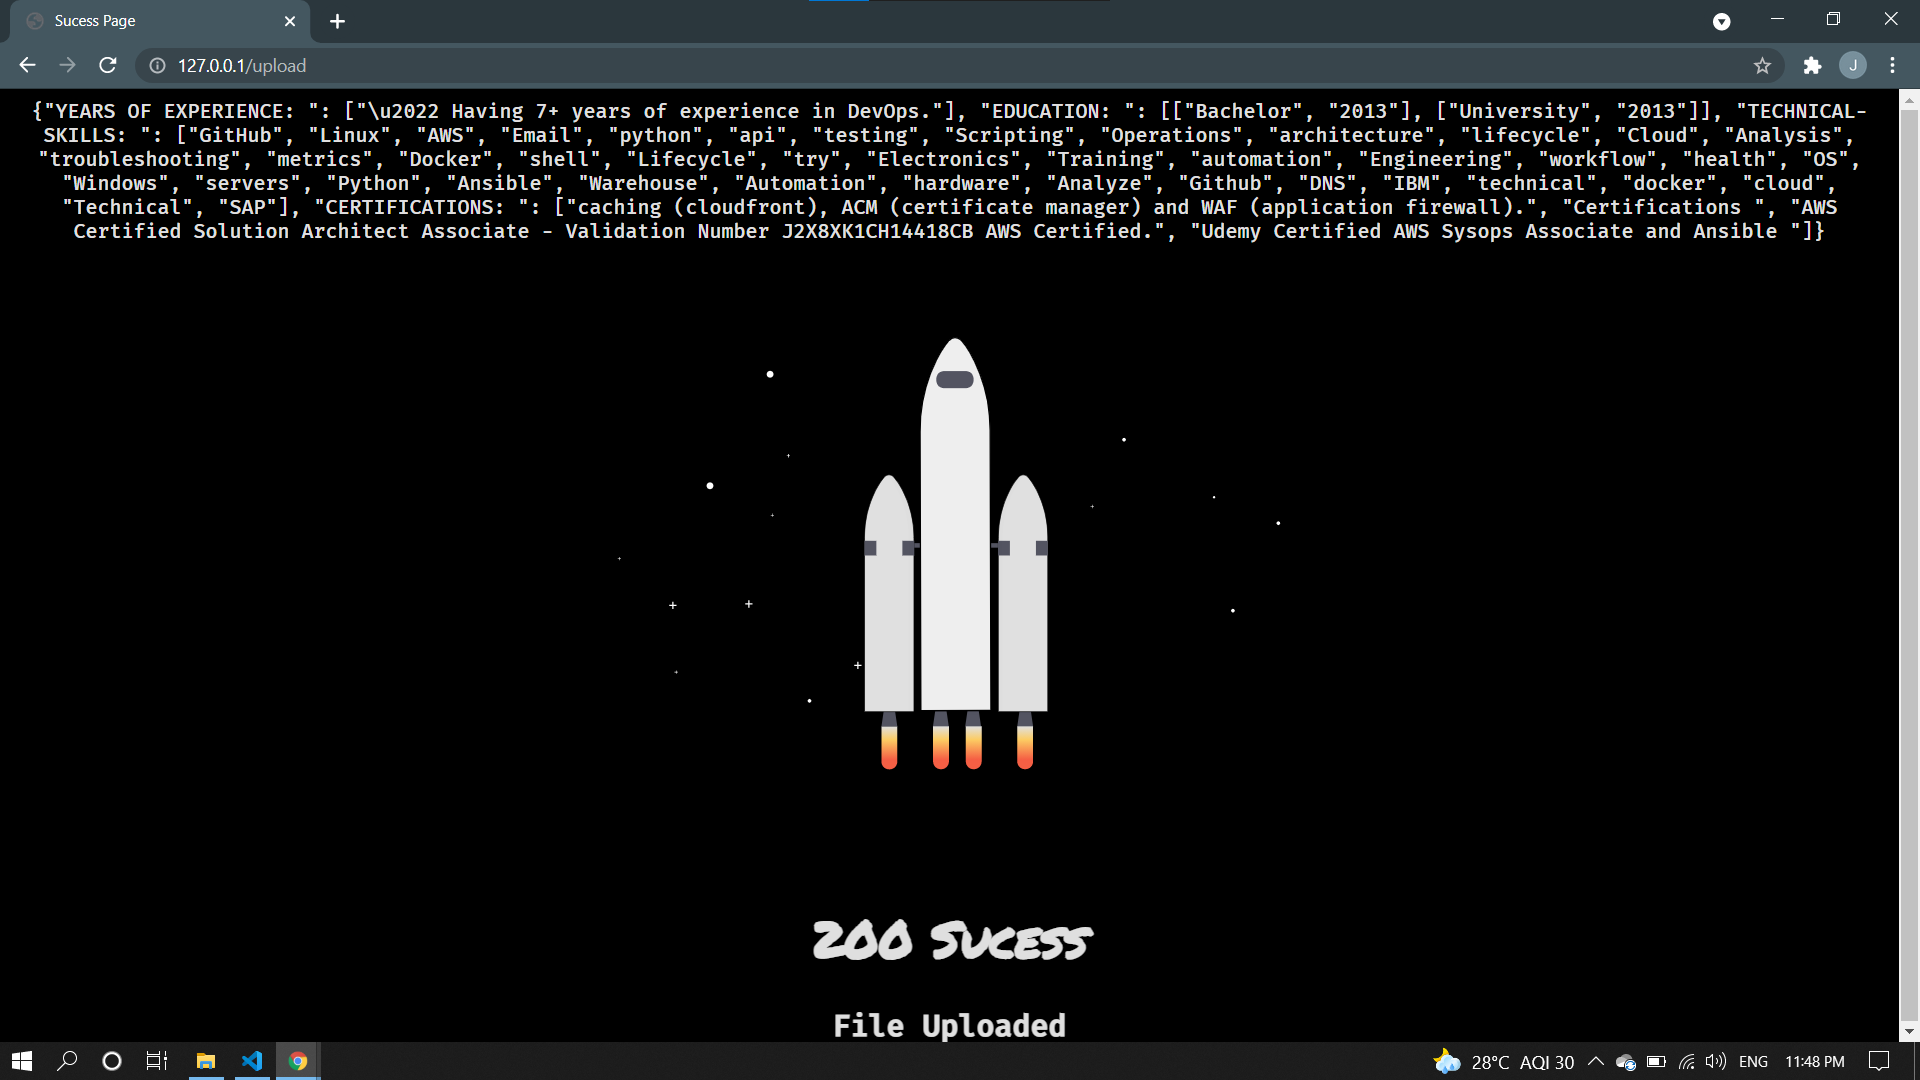 Sucess Page
127.0.0.1/upload
J
{"YEARS OF EXPERIENCE: ": ["\u2022 Having 7+ years of experience in DevOps."], "EDUCATION: ": [["Bachelor", "2013"], ["University", "2013"]], "TECHNICAL-
SKILLS: ": ["GitHub", "Linux", "AWS", "Email", "python", "api", "testing", "Scripting", "Operations", "architecture", "lifecycle", "Cloud", "Analysis",
"troubleshooting", "metrics", "Docker", "shell", "Lifecycle", "try", "Electronics", "Training", "automation", "Engineering", "workflow", "health", "OS",
"Windows", "servers", "Python", "Ansible", "Warehouse", "Automation", "hardware", "Analyze", "Github", "DNS", "IBM", "technical", "docker", "cloud",
"Technical", "SAP"], "CERTIFICATIONS: ": ["caching (cloudfront), ACM (certificate manager) and WAF (application firewall).", "Certifications ", "AWS
Certified Solution Architect Associate - Validation Number J2X8XK1CH14418CB AWS Certified.", "Udemy Certified AWS Sysops Associate and Ansible "]}
200 Sucess
File Uploaded
28°C AQI 30
ENG
11:48 PM